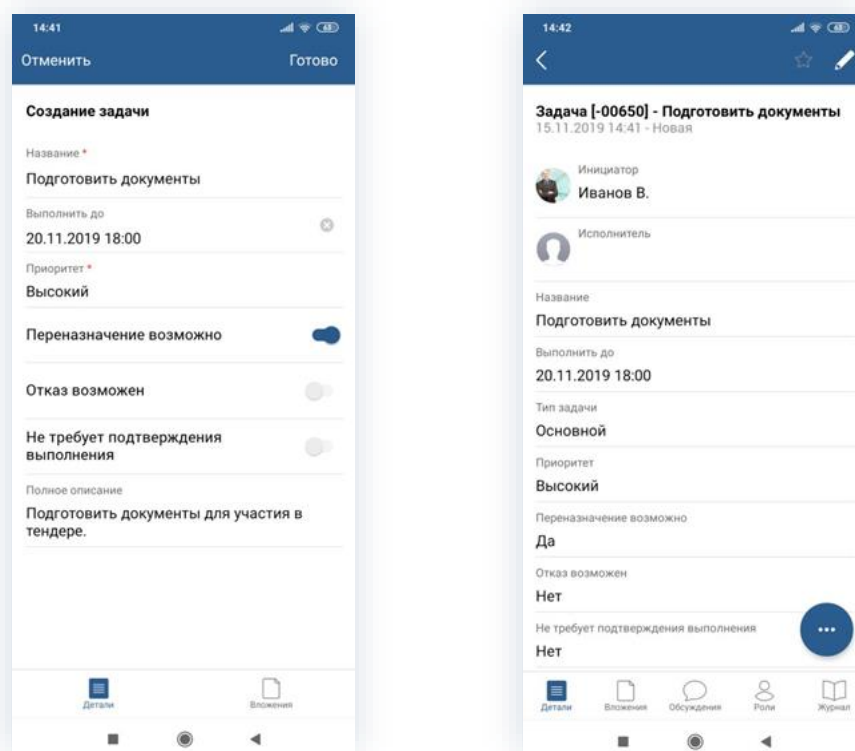 14:41
68
Отменить
Готово
Создание задачи
Название *
Подготовить документы
Выполнить до
20.11.2019 18:00
Приоритет *
Высокий
Переназначение возможно
Отказ возможен
Не требует подтверждения
выполнения
Полное описание
Подготовить документы для участия в
тендере.
Детали
Вложения
14:42
68
Задача [-00650] - Подготовить документы
15.11.2019 14:41 - Новая
Инициатор
Иванов В.
Исполнитель
Название
Подготовить документы
Выполнить до
20.11.2019 18:00
Тип задачи
Основной
Приоритет
Высокий
Переназначение возможно
Да
Отказ возможен
Нет
Не требует подтверждения выполнения
Нет
Детали
Вложения
Обсуждения
Роли
Журнал